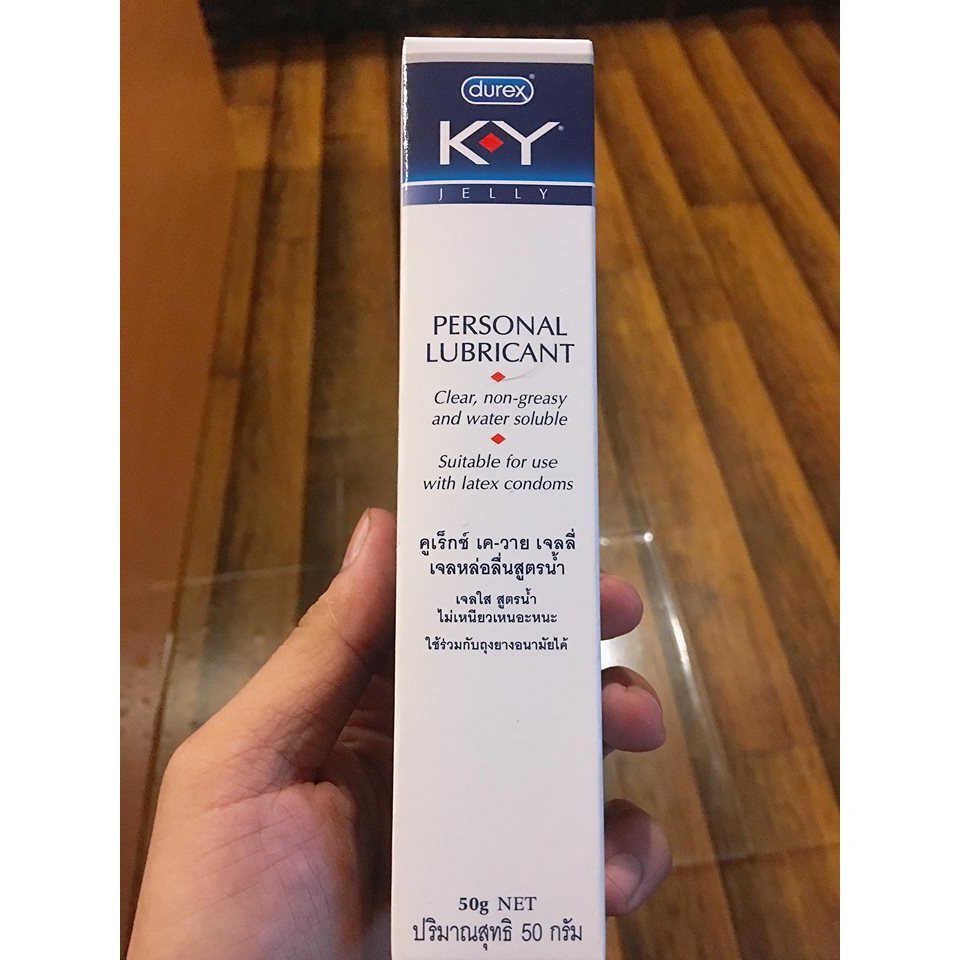 durex®
K-Y®
JELLY
PERSONAL
LUBRICANT
Clear, non-greasy
and water soluble
Suitable for use
with latex condoms
ดูเร็กซ์ เค-วาย เจลลี่
เจลหล่อลื่นสูตรน้ำ
เจลใส สูตรน้ำ
ไม่เหนียวเหนอะหนะ
ใช้ร่วมกับถุงยางอนามัยได้
50g NET
ปริมาณสุทธิ 50 กรัม